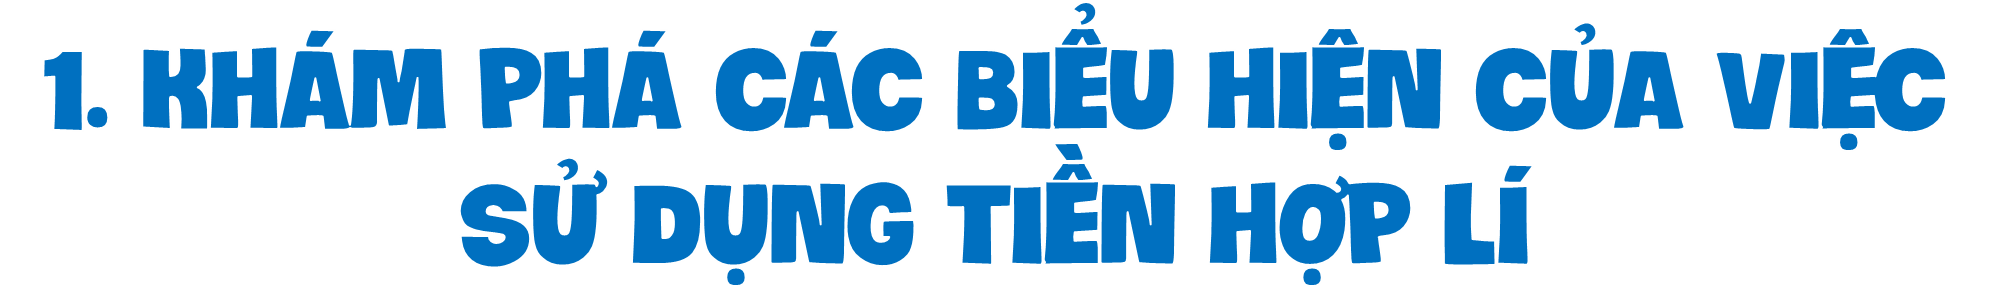 1. KHÁM PHÁ CÁC BIỂU HIỆN CỦA VIỆC
SỬ DỤNG TIỀN HỢP LÍ